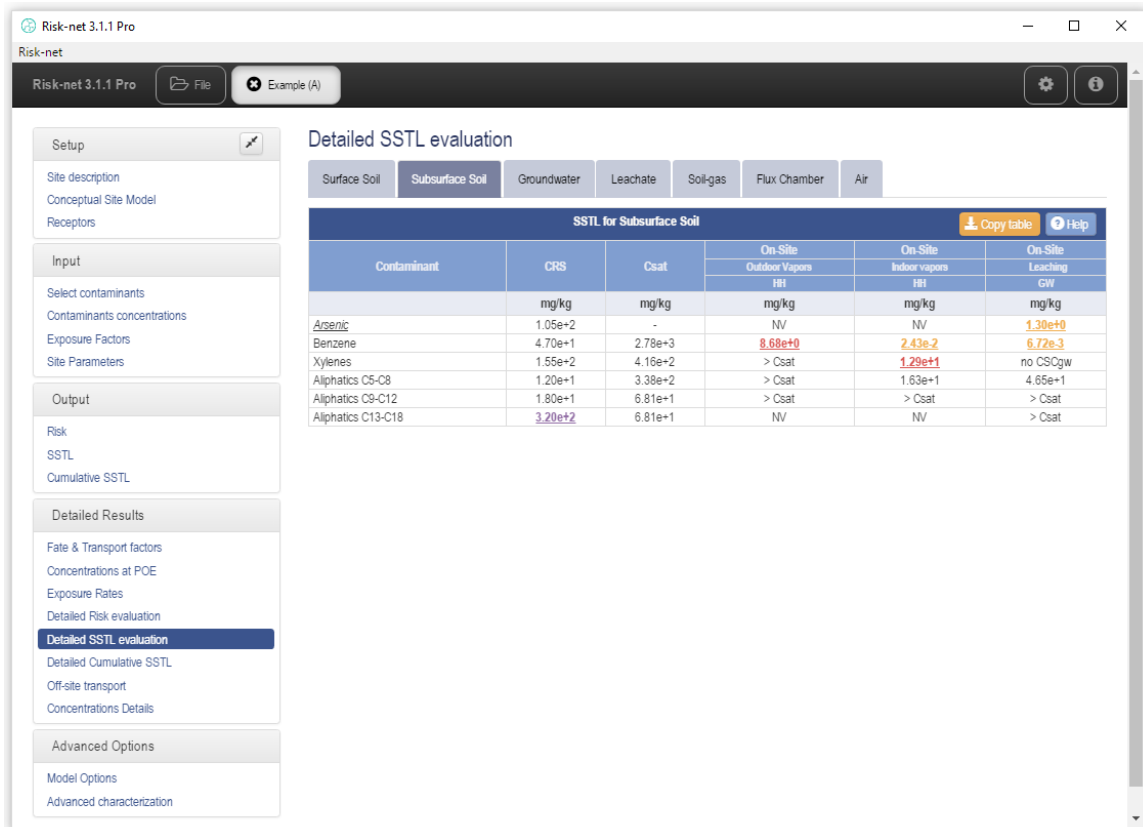 Risk-net 3.1.1 Pro
Risk-net
Risk-net 3.1.1 Pro
File
Example (A)
Setup
Site description
Conceptual Site Model
Receptors
Input
Select contaminants
Contaminants concentrations
Exposure Factors
Site Parameters
Output
Risk
SSTL
Cumulative SSTL
Detailed Results
Fate & Transport factors
Concentrations at POE
Exposure Rates
Detailed Risk evaluation
Detailed SSTL evaluation
Detailed Cumulative SSTL
Off-site transport
Concentrations Details
Advanced Options
Model Options
Advanced characterization
Detailed SSTL evaluation
Surface Soil Subsurface Soil Groundwater Leachate Soil-gas Flux Chamber Air
SSTL for Subsurface Soil Copy table Help
Contaminant CRS Csat On-Site On-Site On-Site
Outdoor Vapors Indoor vapors Leaching
HH HH GW
mg/kg mg/kg mg/kg mg/kg mg/kg
Arsenic 1.05e+2 - NV NV 1.30e+0
Benzene 4.70e+1 2.78e+3 8.68e+0 2.43e-2 6.72e-3
Xylenes 1.55e+2 4.16e+2 > Csat 1.29e+1 no CSCgw
Aliphatics C5-C8 1.20e+1 3.38e+2 > Csat 1.63e+1 4.65e+1
Aliphatics C9-C12 1.80e+1 6.81e+1 > Csat > Csat > Csat
Aliphatics C13-C18 3.20e+2 6.81e+1 NV NV > Csat